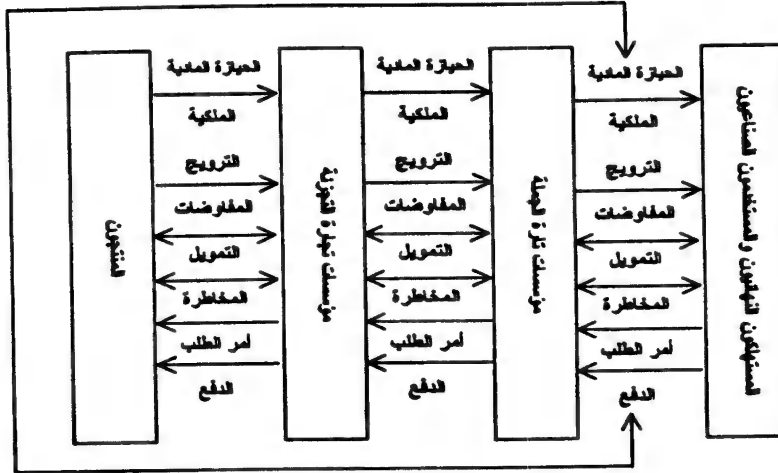 المستهلكون النهائيون والمستخدمون الصناعيون
الحيازة المادية
الملكية
الترويج
المفاوضات
التمويل
المخاطرة
أمر الطلب
الدفع
مؤسسات تارة الجملة
الحيازة المادية
الملكية
الترويج
المفاوضات
التمويل
المخاطرة
أمر الطلب
الدفع
مؤسسات تجارة التجزئة
الحيازة المادية
الملكية
الترويج
المفاوضات
التمويل
المخاطرة
أمر الطلب
الدفع
المنتجون